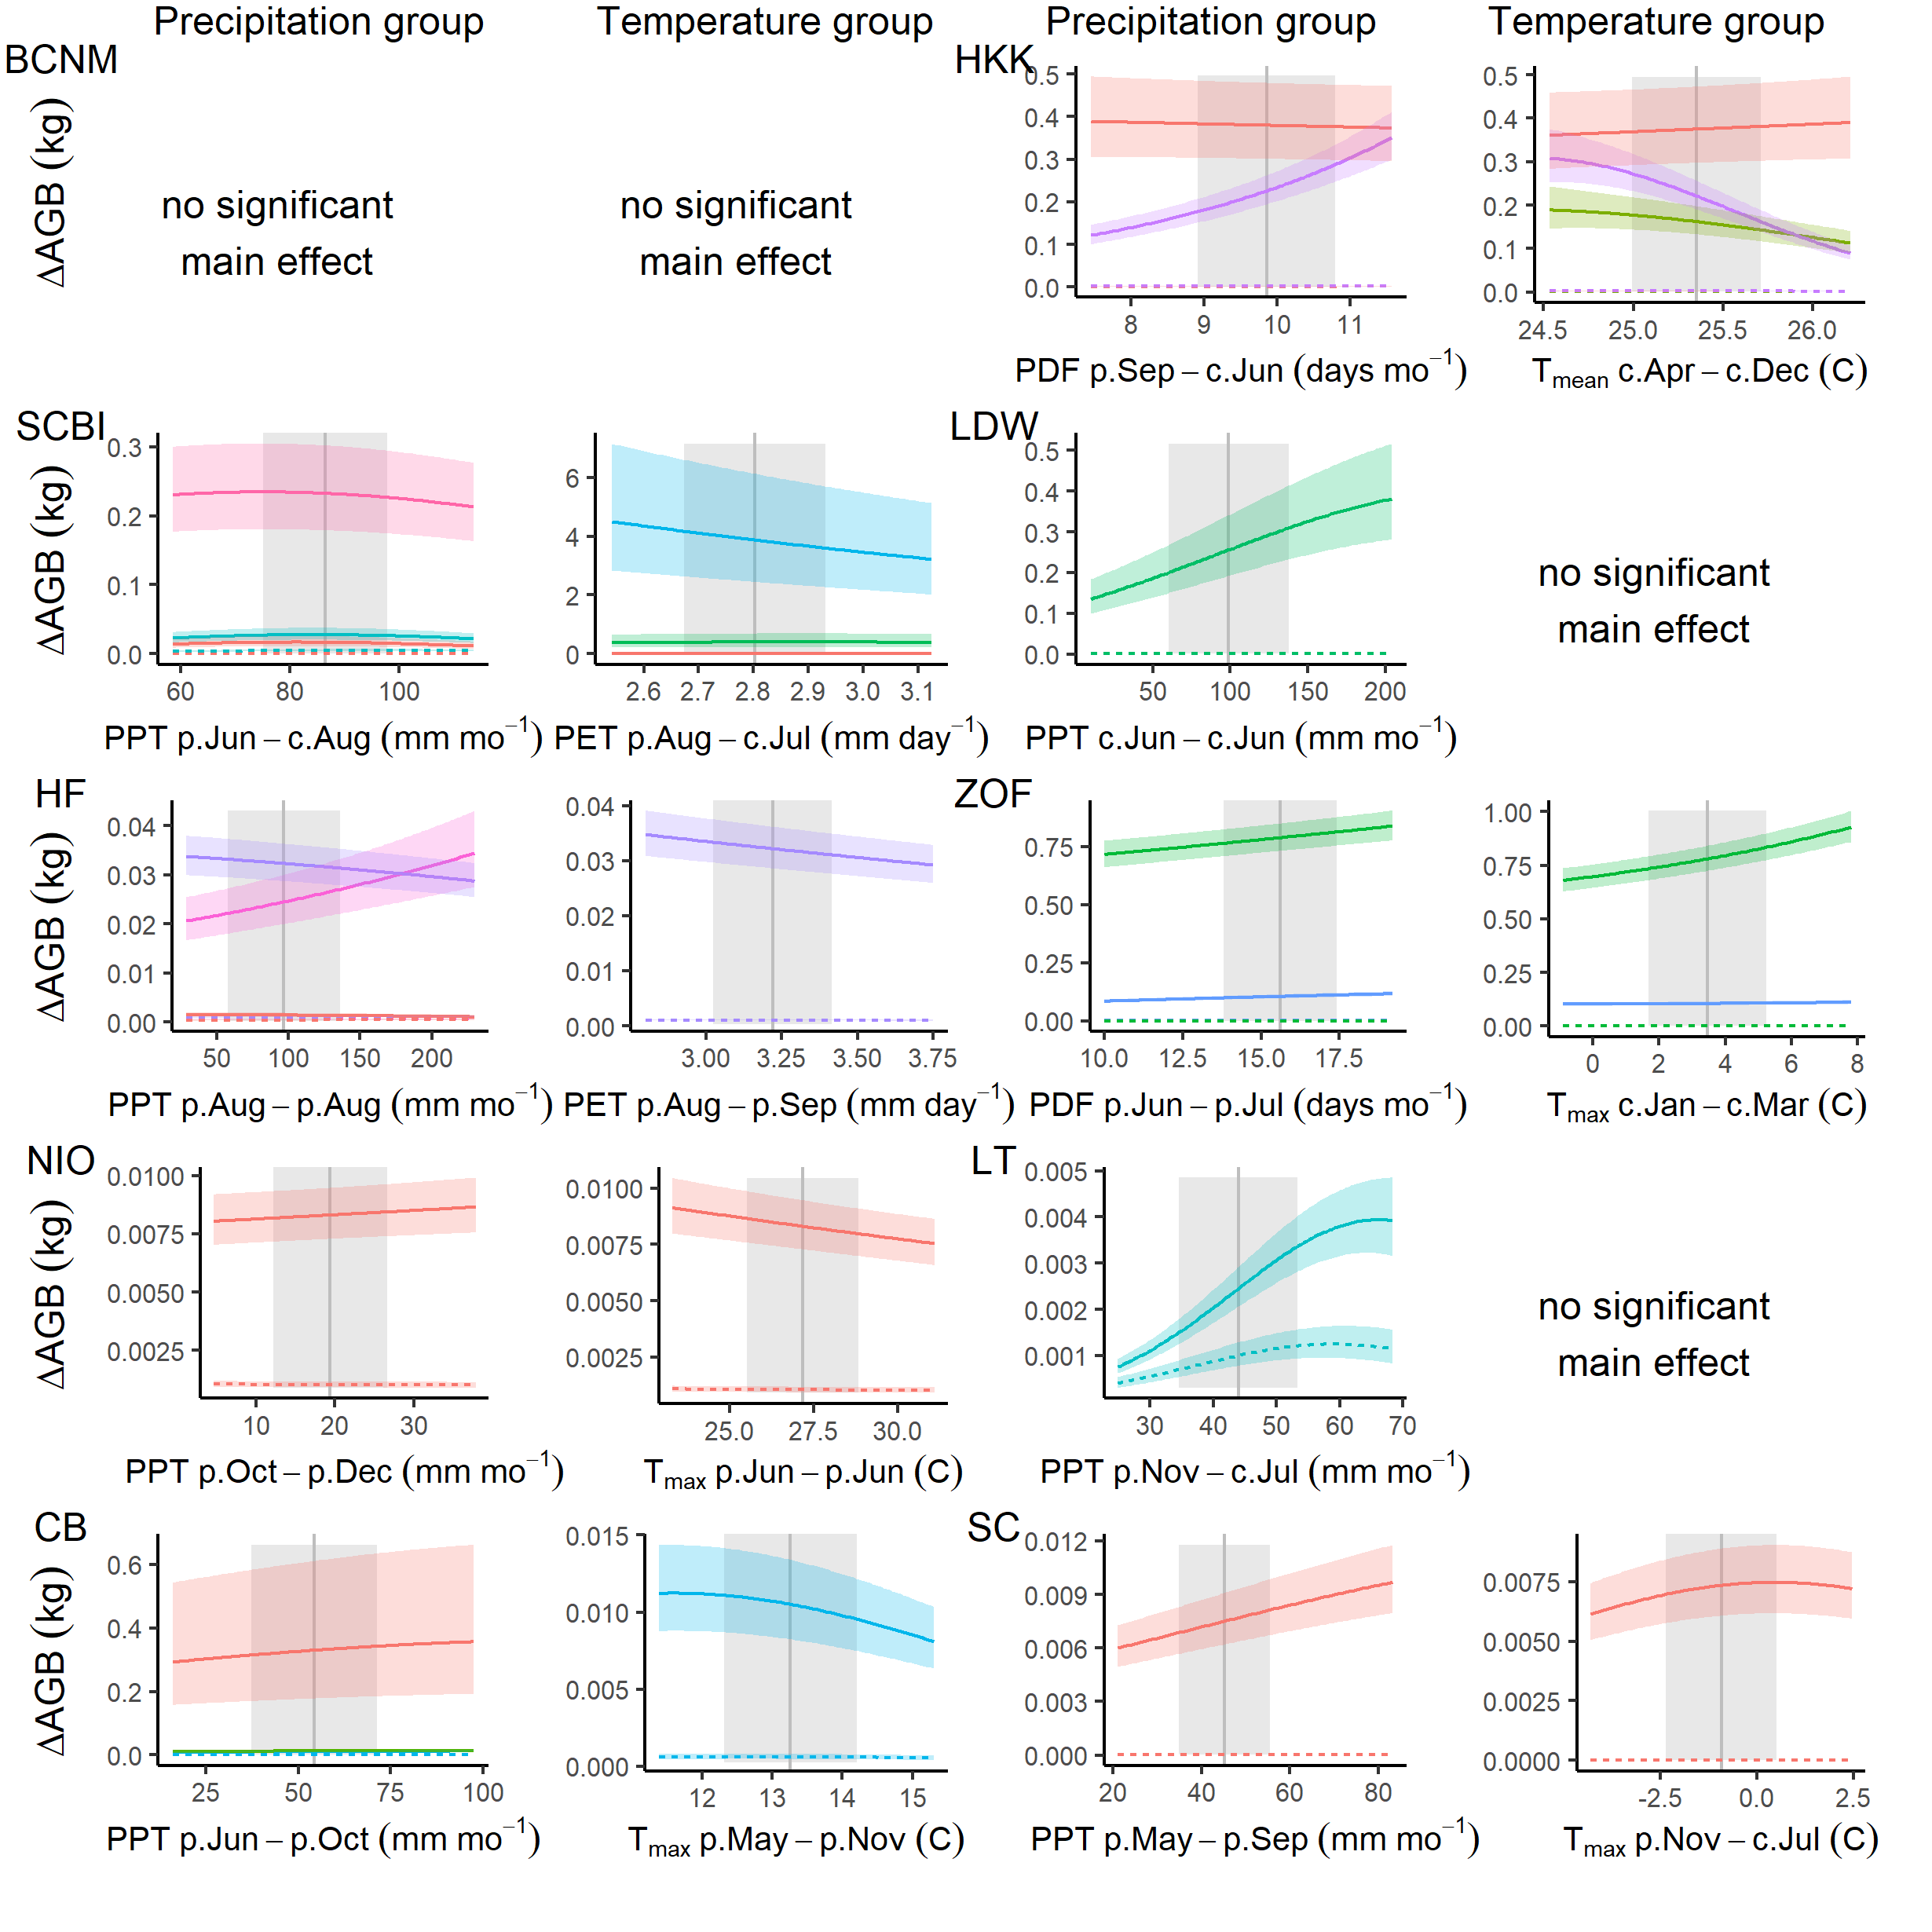 Precipitation group Temperature group Precipitation group Temperature group
BCNM
ΔAGB (kg)
no significant
main effect
no significant
main effect
HKK
0.5
0.4
0.3
0.2
0.1
0.0
8 9 10 11
PDF p.Sep – c.Jun (days mo⁻¹)
0.5
0.4
0.3
0.2
0.1
0.0
24.5 25.0 25.5 26.0
Tmean c.Apr – c.Dec (C)
SCBI
ΔAGB (kg)
0.3
0.2
0.1
0.0
60 80 100
PPT p.Jun – c.Aug (mm mo⁻¹)
6
4
2
0
2.6 2.7 2.8 2.9 3.0 3.1
PET p.Aug – c.Jul (mm day⁻¹)
LDW
0.5
0.4
0.3
0.2
0.1
0.0
50 100 150 200
PPT c.Jun – c.Jun (mm mo⁻¹)
no significant
main effect
HF
ΔAGB (kg)
0.04
0.03
0.02
0.01
0.00
50 100 150 200
PPT p.Aug – p.Aug (mm mo⁻¹)
0.04
0.03
0.02
0.01
0.00
3.00 3.25 3.50 3.75
PET p.Aug – p.Sep (mm day⁻¹)
ZOF
0.75
0.50
0.25
0.00
10.0 12.5 15.0 17.5
PDF p.Jun – p.Jul (days mo⁻¹)
1.00
0.75
0.50
0.25
0.00
0 2 4 6 8
Tmax c.Jan – c.Mar (C)
NIO
ΔAGB (kg)
0.0100
0.0075
0.0050
0.0025
10 20 30
PPT p.Oct – p.Dec (mm mo⁻¹)
0.0100
0.0075
0.0050
0.0025
25.0 27.5 30.0
Tmax p.Jun – p.Jun (C)
LT
0.005
0.004
0.003
0.002
0.001
30 40 50 60 70
PPT p.Nov – c.Jul (mm mo⁻¹)
no significant
main effect
CB
ΔAGB (kg)
0.6
0.4
0.2
0.0
25 50 75 100
PPT p.Jun – p.Oct (mm mo⁻¹)
0.015
0.010
0.005
0.000
12 13 14 15
Tmax p.May – p.Nov (C)
SC
0.012
0.009
0.006
0.003
0.000
20 40 60 80
PPT p.May – p.Sep (mm mo⁻¹)
0.0075
0.0050
0.0025
0.0000
-2.5 0.0 2.5
Tmax p.Nov – c.Jul (C)